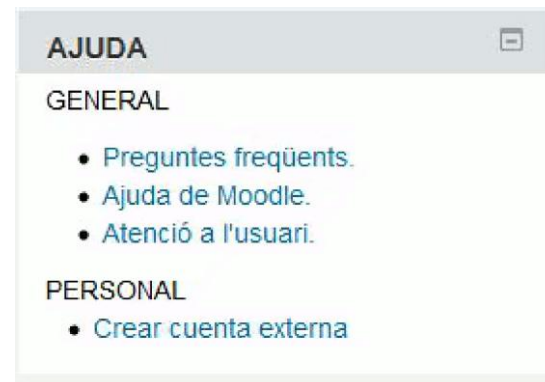 AJUDA
GENERAL
Preguntes freqüents.
Ajuda de Moodle.
Atenció a l'usuari.
PERSONAL
Crear cuenta externa